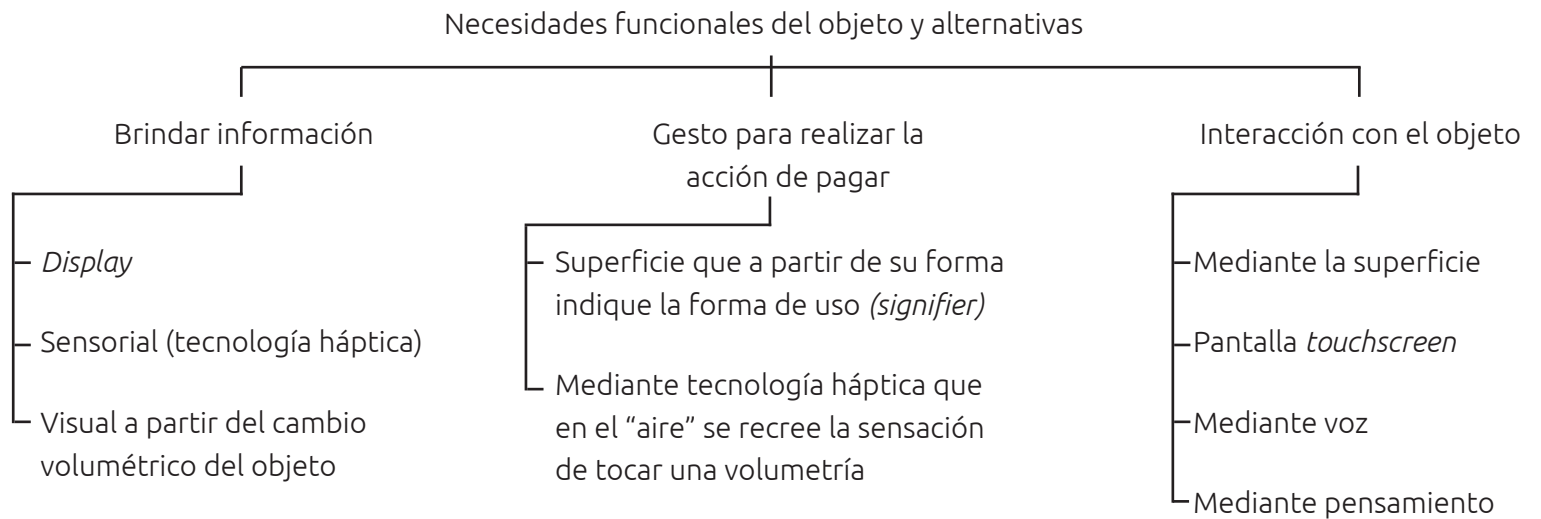 Necesidades funcionales del objeto y alternativas
Brindar información
Display
Sensorial (tecnología háptica)
Visual a partir del cambio
volumétrico del objeto
Gesto para realizar la
acción de pagar
Superficie que a partir de su forma
indique la forma de uso (signifier)
Mediante tecnología háptica que
en el “aire” se recree la sensación
de tocar una volumetría
Interacción con el objeto
Mediante la superficie
Pantalla touchscreen
Mediante voz
Mediante pensamiento